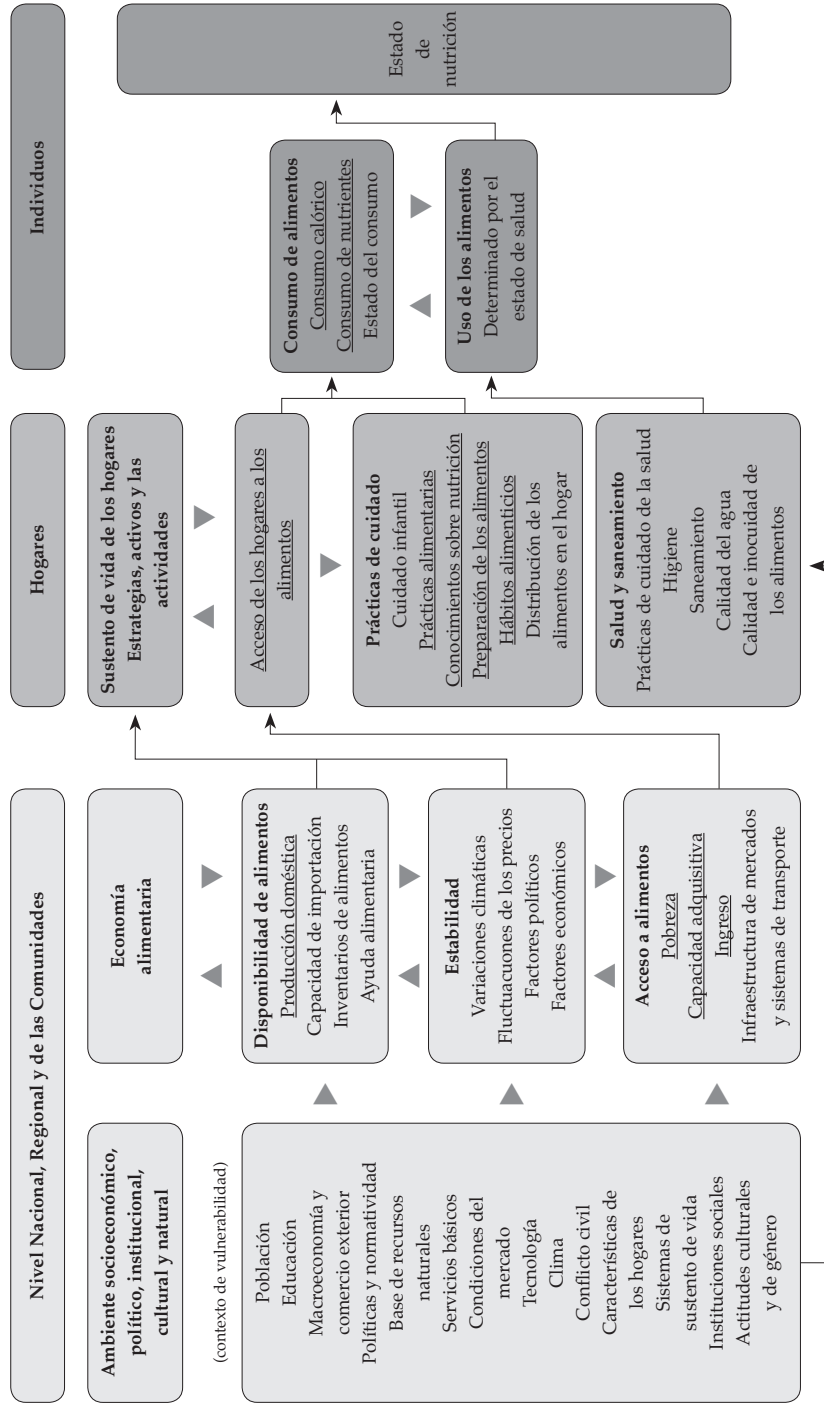 Nivel Nacional, Regional y de las Comunidades
Ambiente socioeconómico,
político, institucional,
cultural y natural
(contexto de vulnerabilidad)
Población
Educación
Macroeconomía y
comercio exterior
Políticas y normatividad
Base de recursos
naturales
Servicios básicos
Condiciones del
mercado
Tecnología
Clima
Conflicto civil
Características de
los hogares
Sistemas de
sustento de vida
Instituciones sociales
Actitudes culturales
y de género
Economía
alimentaria
Disponibilidad de alimentos
Producción doméstica
Capacidad de importación
Inventarios de alimentos
Ayuda alimentaria
Estabilidad
Variaciones climáticas
Fluctuacuones de los precios
Factores políticos
Factores económicos
Acceso a alimentos
Pobreza
Capacidad adquisitiva
Ingreso
Infraestructura de mercados
y sistemas de transporte
Hogares
Sustento de vida de los hogares
Estrategias, activos y las
actividades
Acceso de los hogares a los
alimentos
Prácticas de cuidado
Cuidado infantil
Prácticas alimentarias
Conocimientos sobre nutrición
Preparación de los alimentos
Hábitos alimenticios
Distribución de los
alimentos en el hogar
Salud y saneamiento
Prácticas de cuidado de la salud
Higiene
Saneamiento
Calidad del agua
Calidad e inocuidad de
los alimentos
Individuos
Consumo de alimentos
Consumo calórico
Consumo de nutrientes
Estado del consumo
Uso de los alimentos
Determinado por el
estado de salud
Estado
de
nutrición